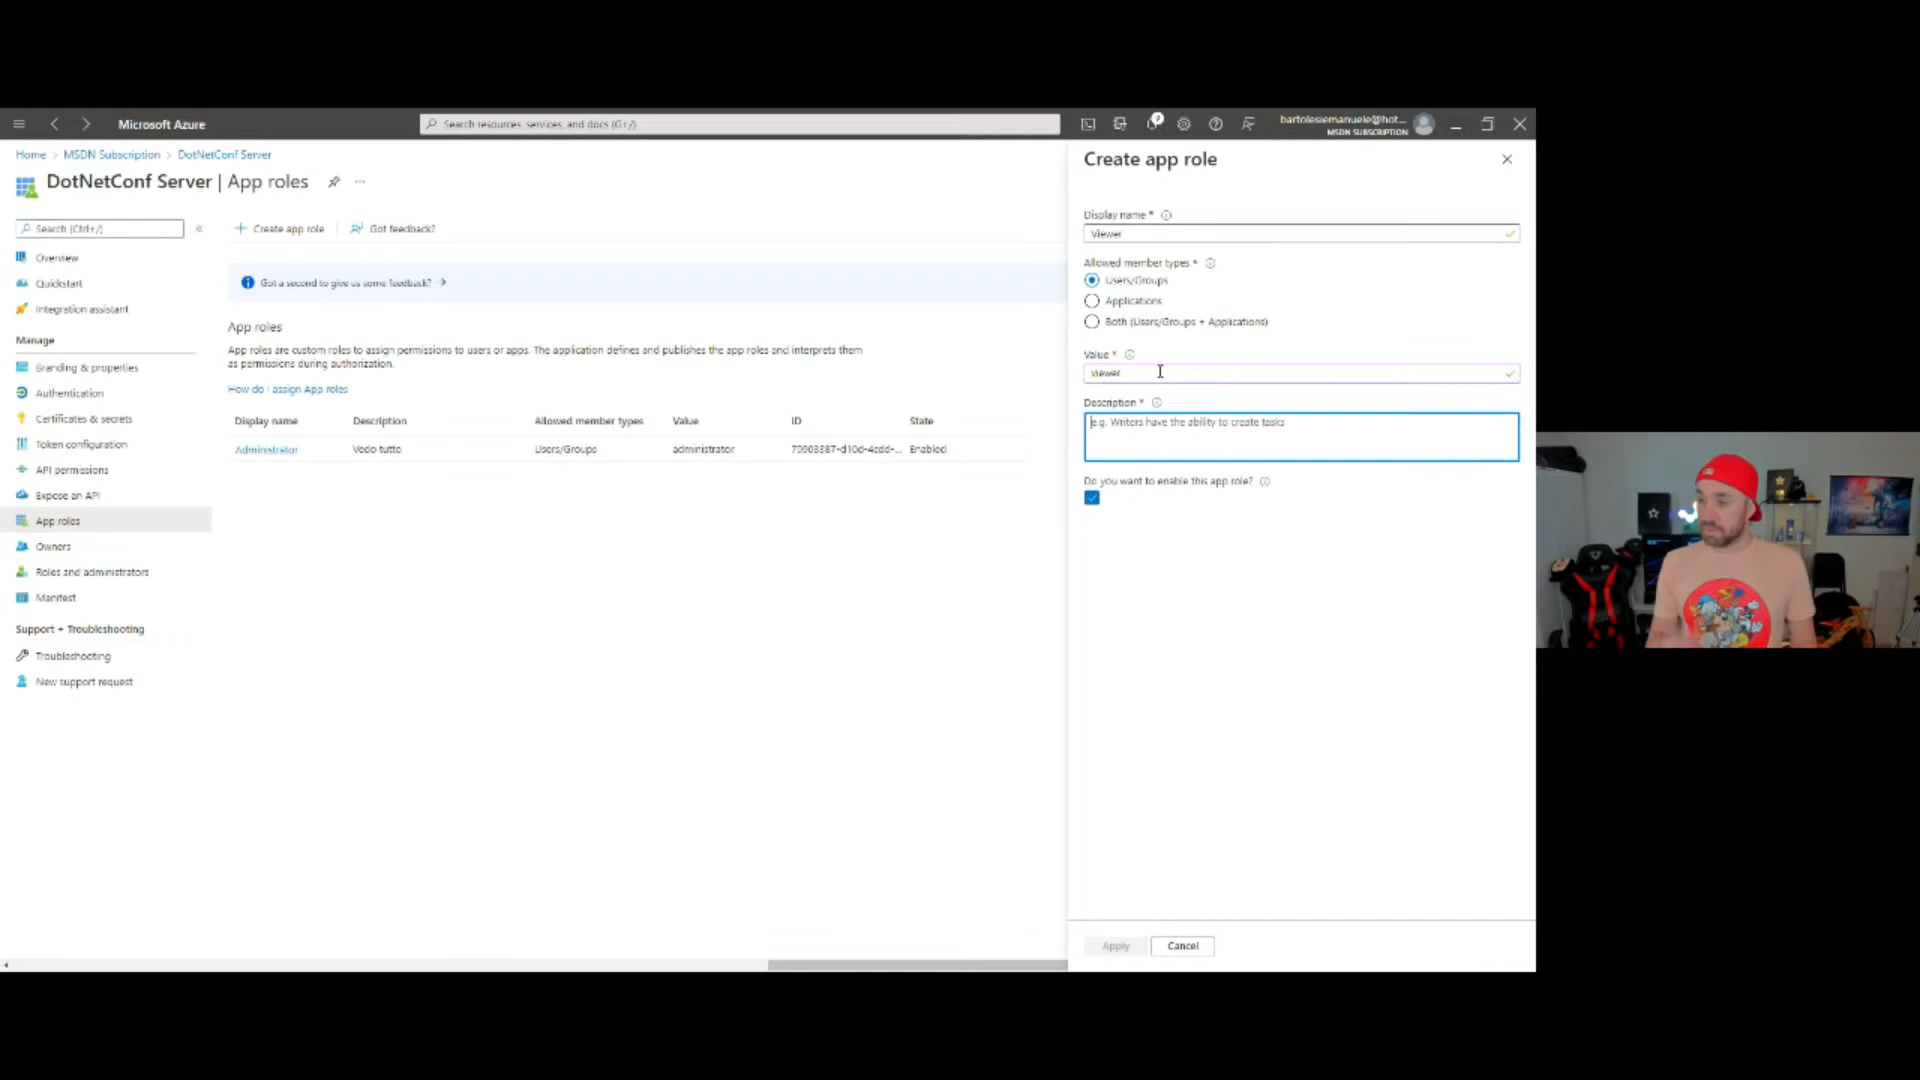 Microsoft Azure
Search resources, services, and docs (G+/)
bartolesiemanuele@hot...
MSDN SUBSCRIPTION
Home > MSDN Subscription > DotNetConf Server
DotNetConf Server | App roles
Search (Ctrl+/)
Overview
Quickstart
Integration assistant
Manage
Branding & properties
Authentication
Certificates & secrets
Token configuration
API permissions
Expose an API
App roles
Owners
Roles and administrators
Manifest
Support + Troubleshooting
Troubleshooting
New support request
Create app role
Got feedback?
Got a second to give us some feedback?
App roles
App roles are custom roles to assign permissions to users or apps. The application defines and publishes the app roles and interprets them
as permissions during authorization.
How do I assign App roles
Display name Description Allowed member types Value ID State
Administrator Vedo tutto Users/Groups administrator 79903387-d10d-4cdd-... Enabled
Create app role
Display name *
Viewer
Allowed member types *
Users/Groups
Applications
Both (Users/Groups + Applications)
Value *
viewer
Description *
e.g. Writers have the ability to create tasks
Do you want to enable this app role?
Apply
Cancel